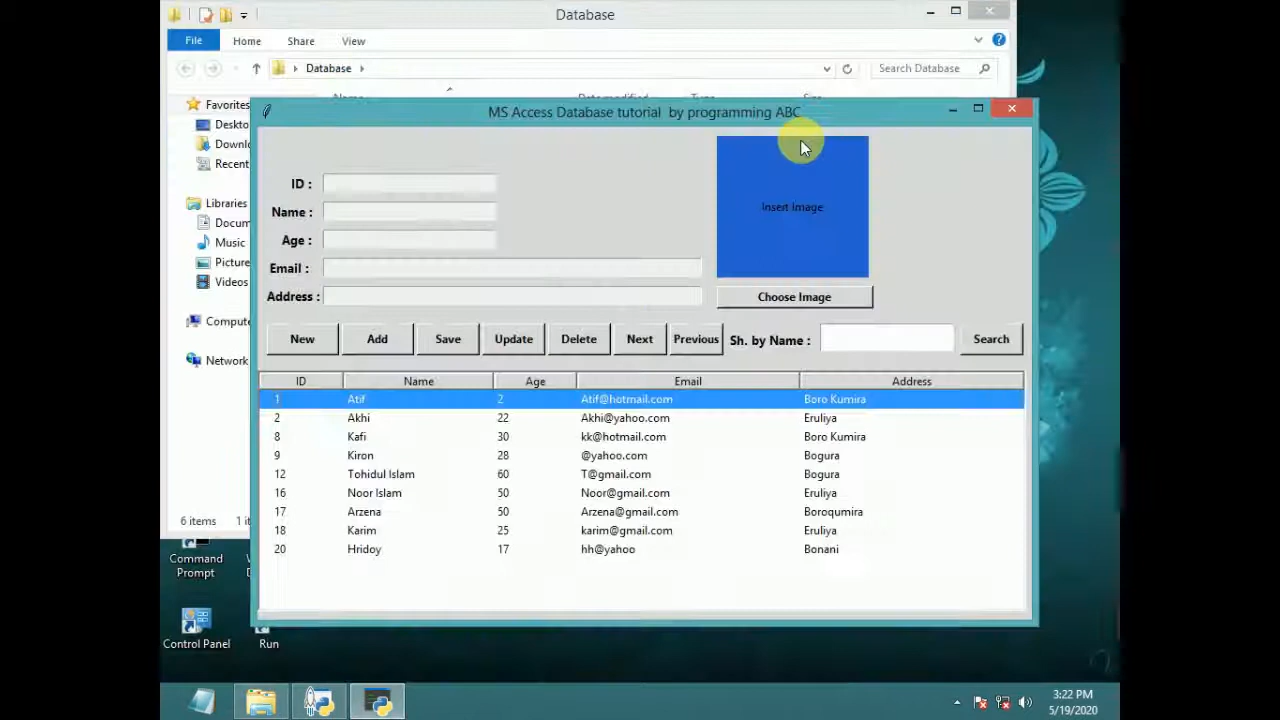 Database
File Home Share View
Database
Search Database
Favorites
Deskto
Downlo
Recent
Libraries
Docum
Music
Picture
Videos
Compute
Network
6 items
MS Access Database tutorial by programming ABC
ID :
Name :
Age :
Email :
Address :
Insert Image
Choose Image
New Add Save Update Delete Next Previous Sh. by Name : Search
ID Name Age Email Address
1 Atif 2 Atif@hotmail.com Boro Kumira
2 Akhi 22 Akhi@yahoo.com Eruliya
8 Kafi 30 kk@hotmail.com Boro Kumira
9 Kiron 28 @yahoo.com Bogura
12 Tohidul Islam 60 T@gmail.com Bogura
16 Noor Islam 50 Noor@gmail.com Eruliya
17 Arzena 50 Arzena@gmail.com Boroqumira
18 Karim 25 karim@gmail.com Eruliya
20 Hridoy 17 hh@yahoo Bonani
Command
Prompt
Control Panel
Run
3:22 PM
5/19/2020